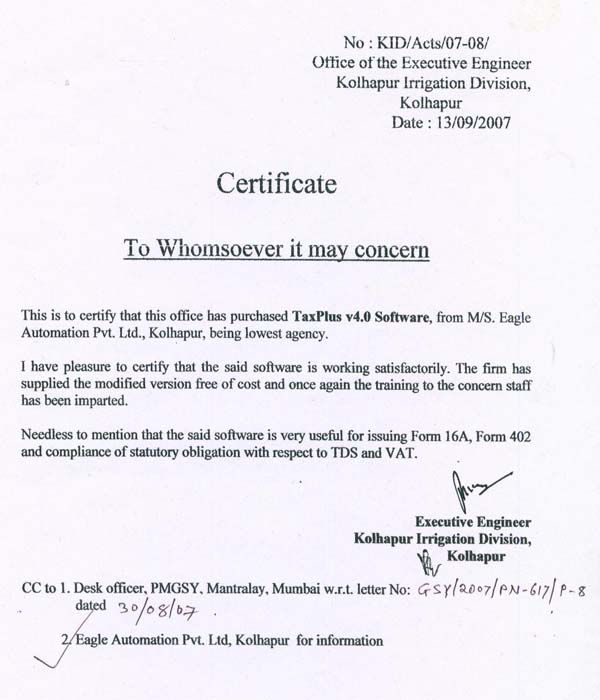 No : KID/Acts/07-08/
Office of the Executive Engineer
Kolhapur Irrigation Division,
Kolhapur
Date : 13/09/2007
Certificate
To Whomsoever it may concern
This is to certify that this office has purchased TaxPlus v4.0 Software, from M/S. Eagle
Automation Pvt. Ltd., Kolhapur, being lowest agency.
I have pleasure to certify that the said software is working satisfactorily. The firm has
supplied the modified version free of cost and once again the training to the concern staff
has been imparted.
Needless to mention that the said software is very useful for issuing Form 16A, Form 402
and compliance of statutory obligation with respect to TDS and VAT.
Executive Engineer
Kolhapur Irrigation Division,
Kolhapur
CC to 1. Desk officer, PMGSY, Mantralay, Mumbai w.r.t. letter No: GSY/2007/PN-617/P-8
dated 30/08/07
2. Eagle Automation Pvt. Ltd, Kolhapur for information